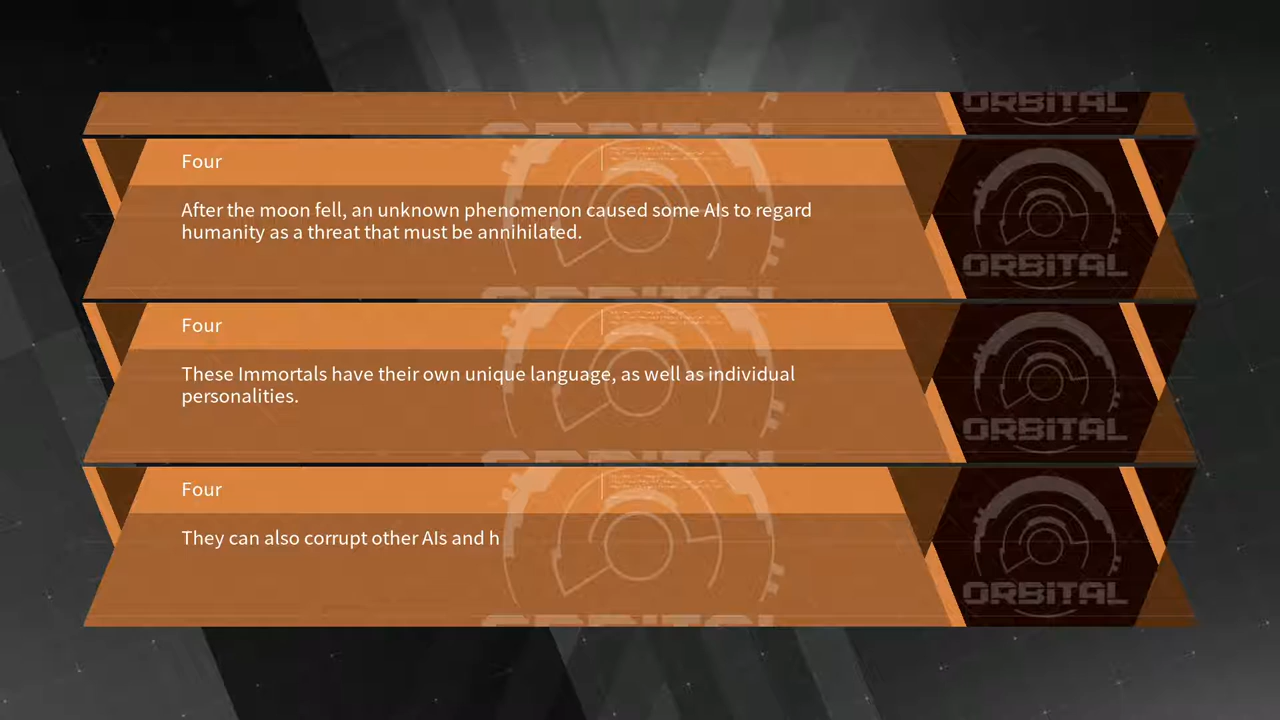 ORBITAL
Four
After the moon fell, an unknown phenomenon caused some AIs to regard
humanity as a threat that must be annihilated.
ORBITAL
Four
These Immortals have their own unique language, as well as individual
personalities.
ORBITAL
Four
They can also corrupt other AIs and h
ORBITAL